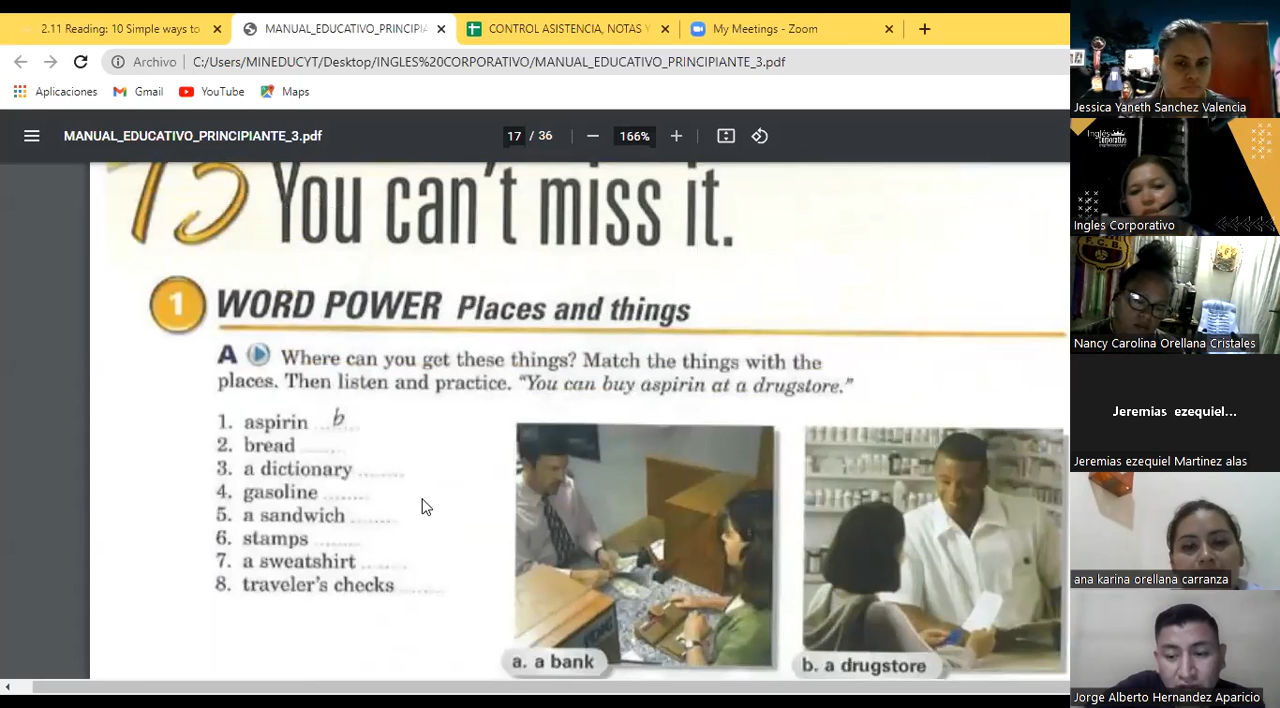 2.11 Reading: 10 Simple ways to
MANUAL_EDUCATIVO_PRINCIPIA
CONTROL ASISTENCIA, NOTAS Y
My Meetings - Zoom
Archivo
C:/Users/MINEDUCYT/Desktop/INGLES%20CORPORATIVO/MANUAL_EDUCATIVO_PRINCIPIANTE_3.pdf
Aplicaciones
Gmail
YouTube
Maps
MANUAL_EDUCATIVO_PRINCIPIANTE_3.pdf
17 / 36
166%
You can't miss it.
1 WORD POWER Places and things
A Where can you get these things? Match the things with the
places. Then listen and practice. "You can buy aspirin at a drugstore."
1. aspirin b
2. bread
3. a dictionary
4. gasoline
5. a sandwich
6. stamps
7. a sweatshirt
8. traveler's checks
a. a bank
b. a drugstore
Jessica Yaneth Sanchez Valencia
Inglés
Corporativo
Ingles Corporativo
F.C.B.
Nancy Carolina Orellana Cristales
Jeremias ezequiel...
Jeremias ezequiel Martinez alas
ana karina orellana carranza
Jorge Alberto Hernandez Aparicio